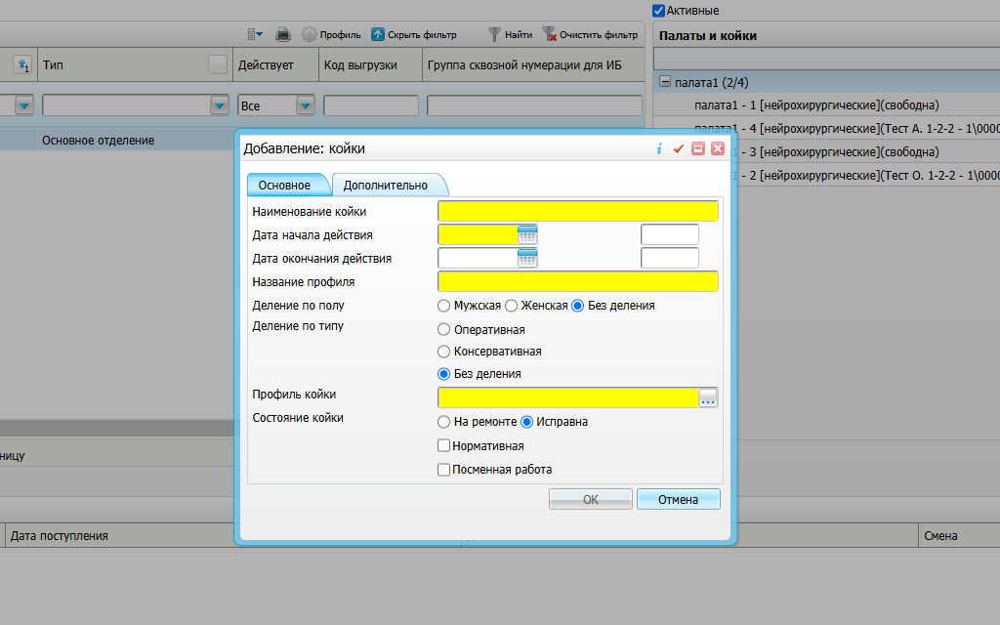 Активные
Профиль Скрыть фильтр Найти Очистить фильтр
Палаты и койки
1 Тип Действует Код выгрузки Группа сквозной нумерации для ИБ
палата1 (2/4)
Все
палата1 - 1 [нейрохирургические](свободна)
палата1 - 4 [нейрохирургические](Тест А. 1-2-2 - 1\0000
Основное отделение
- 3 [нейрохирургические](свободна)
- 2 [нейрохирургические](Тест О. 1-2-2 - 1\0000
Добавление: койки
Основное Дополнительно
Наименование койки
Дата начала действия
Дата окончания действия
Название профиля
Деление по полу Мужская Женская Без деления
Деление по типу Оперативная
Консервативная
Без деления
Профиль койки ...
Состояние койки На ремонте Исправна
Нормативная
Посменная работа
ницу
ОК Отмена
Дата поступления Смена